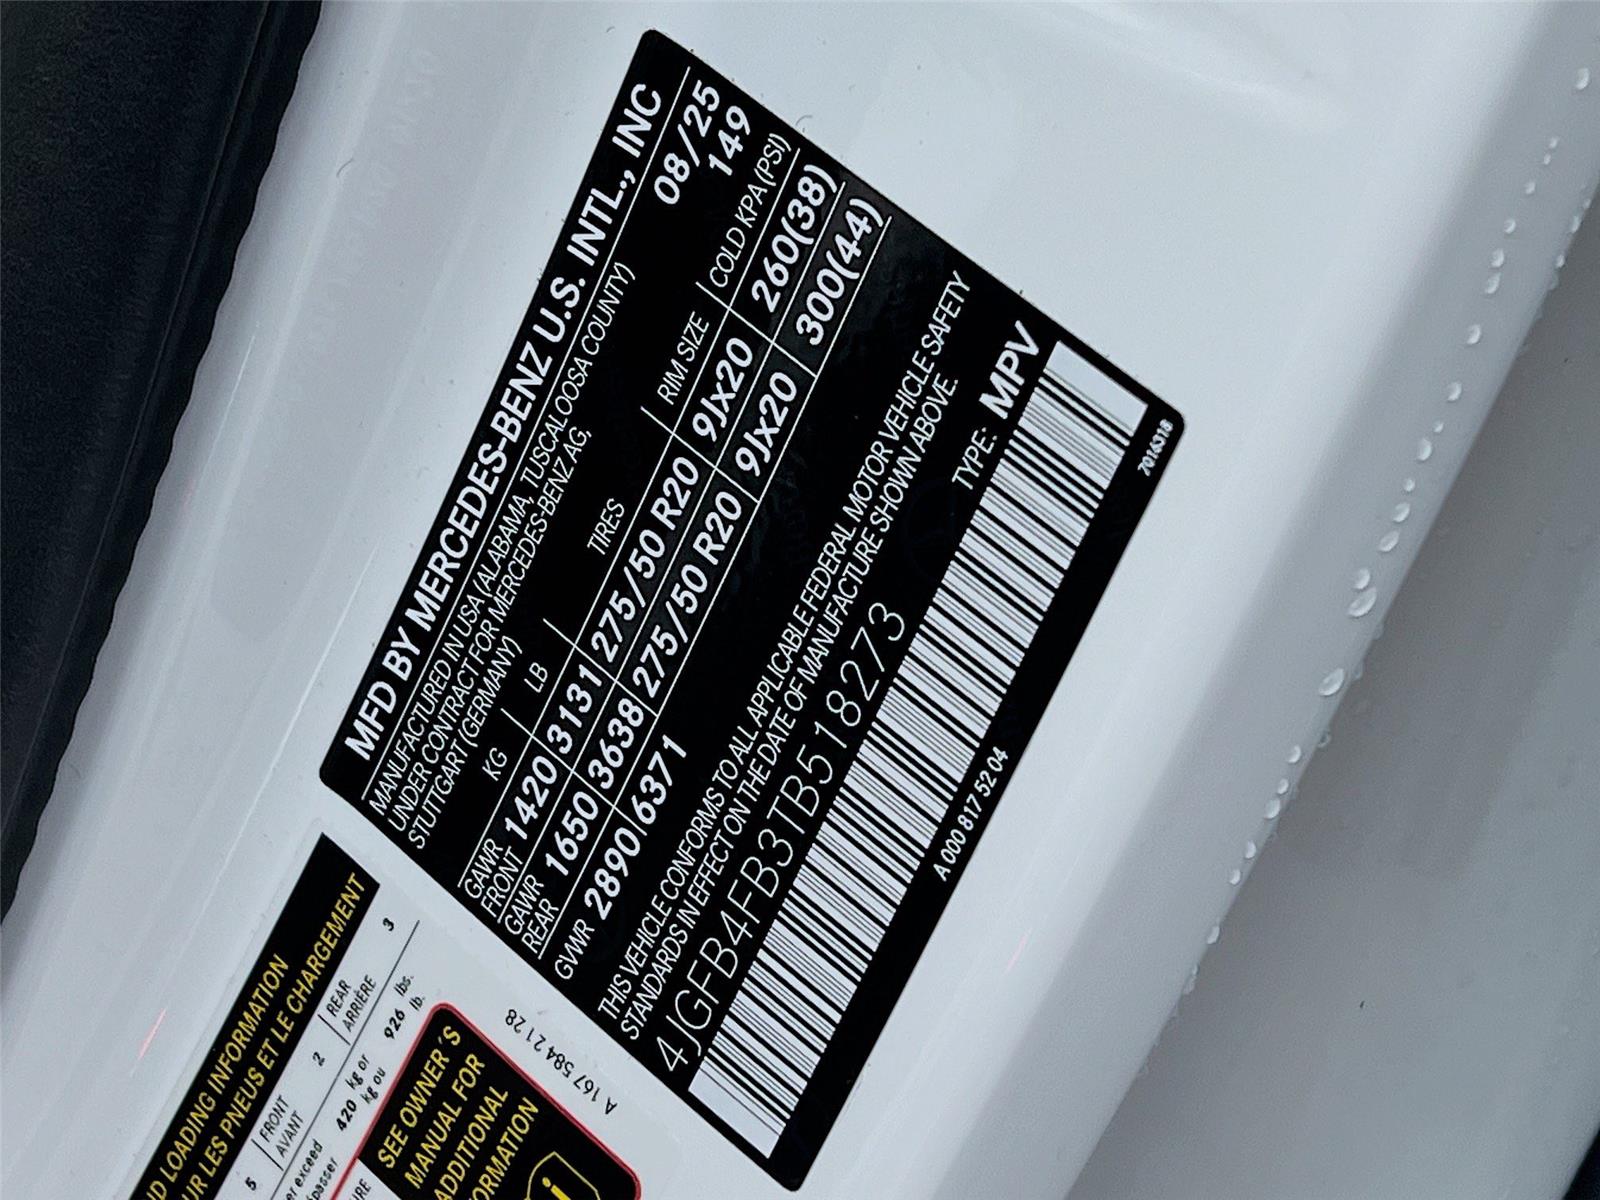 MFD BY MERCEDES-BENZ U.S. INTL., INC
MANUFACTURED IN USA (ALABAMA, TUSCALOOSA COUNTY) 08/25
UNDER CONTRACT FOR MERCEDES-BENZ AG, 149
STUTTGART (GERMANY)
KG LB TIRES RIM SIZE COLD KPA(PSI)
GAWR FRONT 1420 3131 275/50 R20 9Jx20 260(38)
GAWR REAR 1650 3638 275/50 R20 9Jx20 300(44)
GVWR 2890 6371
THIS VEHICLE CONFORMS TO ALL APPLICABLE FEDERAL MOTOR VEHICLE SAFETY
STANDARDS IN EFFECT ON THE DATE OF MANUFACTURE SHOWN ABOVE.
4JGFB4FB3TB518273 TYPE: MPV
A 000 817 52 04 7016318
LOADING INFORMATION
LES PNEUS ET LE CHARGEMENT
5 FRONT AVANT 2 REAR ARRIÈRE 3
exceed 420 kg or 926 lbs.
kg ou lb.
SEE OWNER'S
MANUAL FOR
ADDITIONAL
A 167 584 21 28